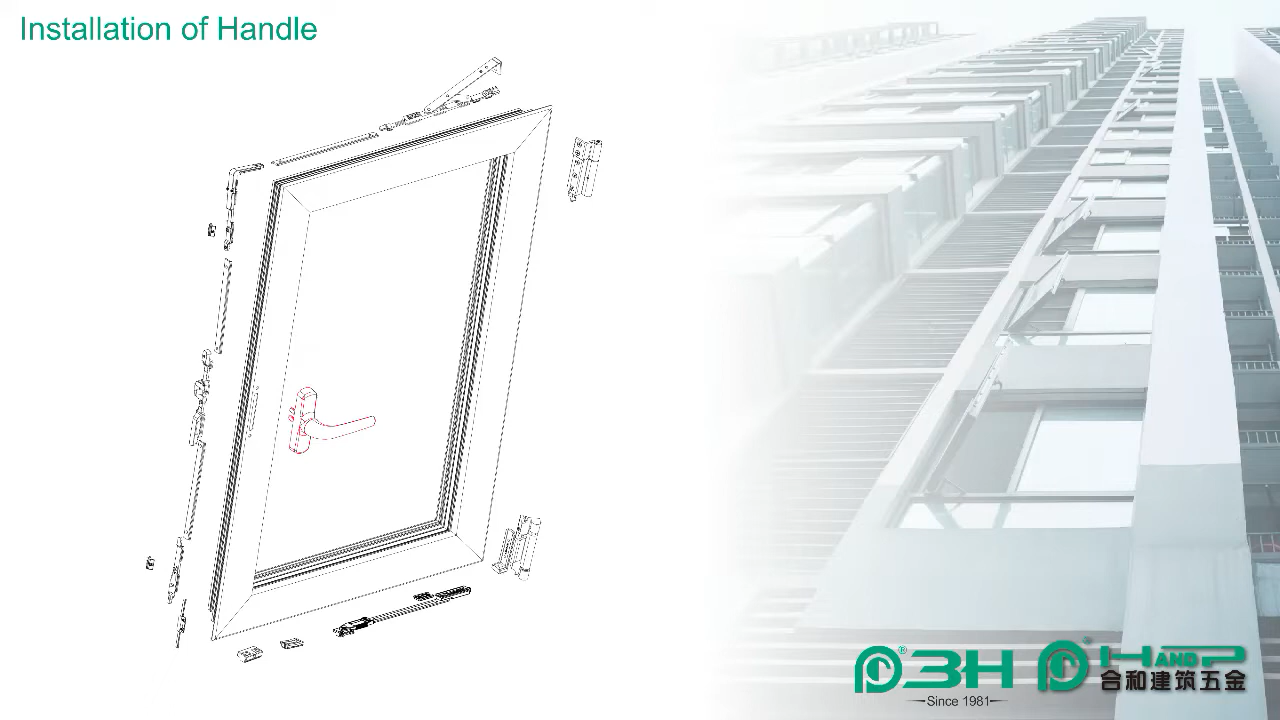 Installation of Handle
3H
Since 1981
HANDP
合和建筑五金